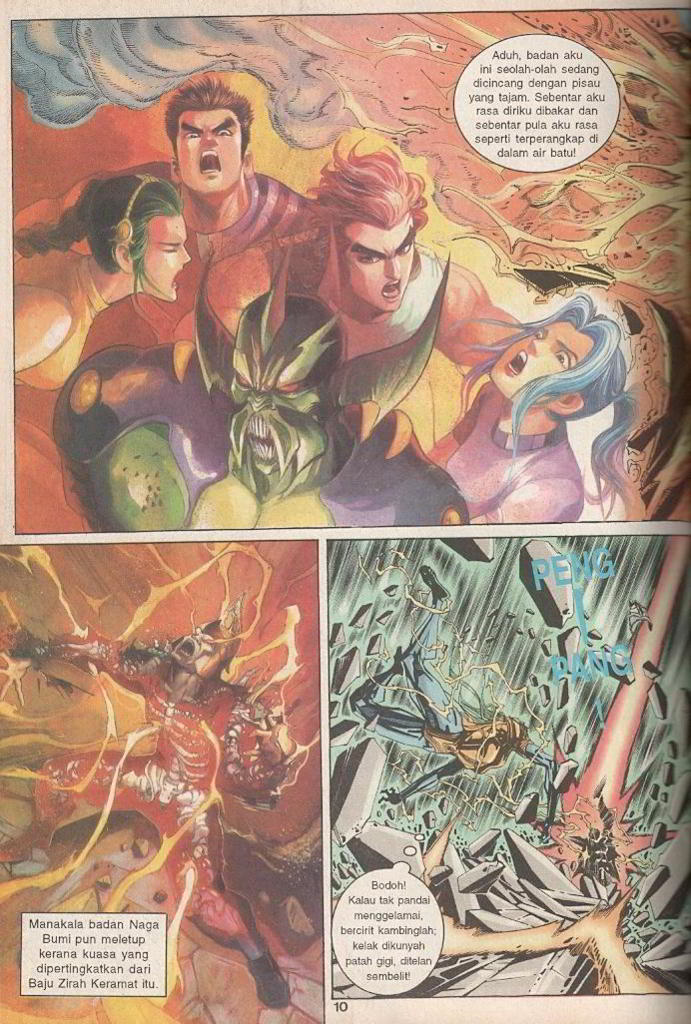 Aduh, badan aku
ini seolah-olah sedang
dicincang dengan pisau
yang tajam. Sebentar aku
rasa diriku dibakar dan
sebentar pula aku rasa
seperti terperangkap di
dalam air batu!
PENG
!
PANG
!
Manakala badan Naga
Bumi pun meletup
kerana kuasa yang
dipertingkatkan dari
Baju Zirah Keramat itu.
Bodoh!
Kalau tak pandai
menggelamai,
bercirit kambinglah;
kelak dikunyah
patah gigi, ditelan
sembelit!
10